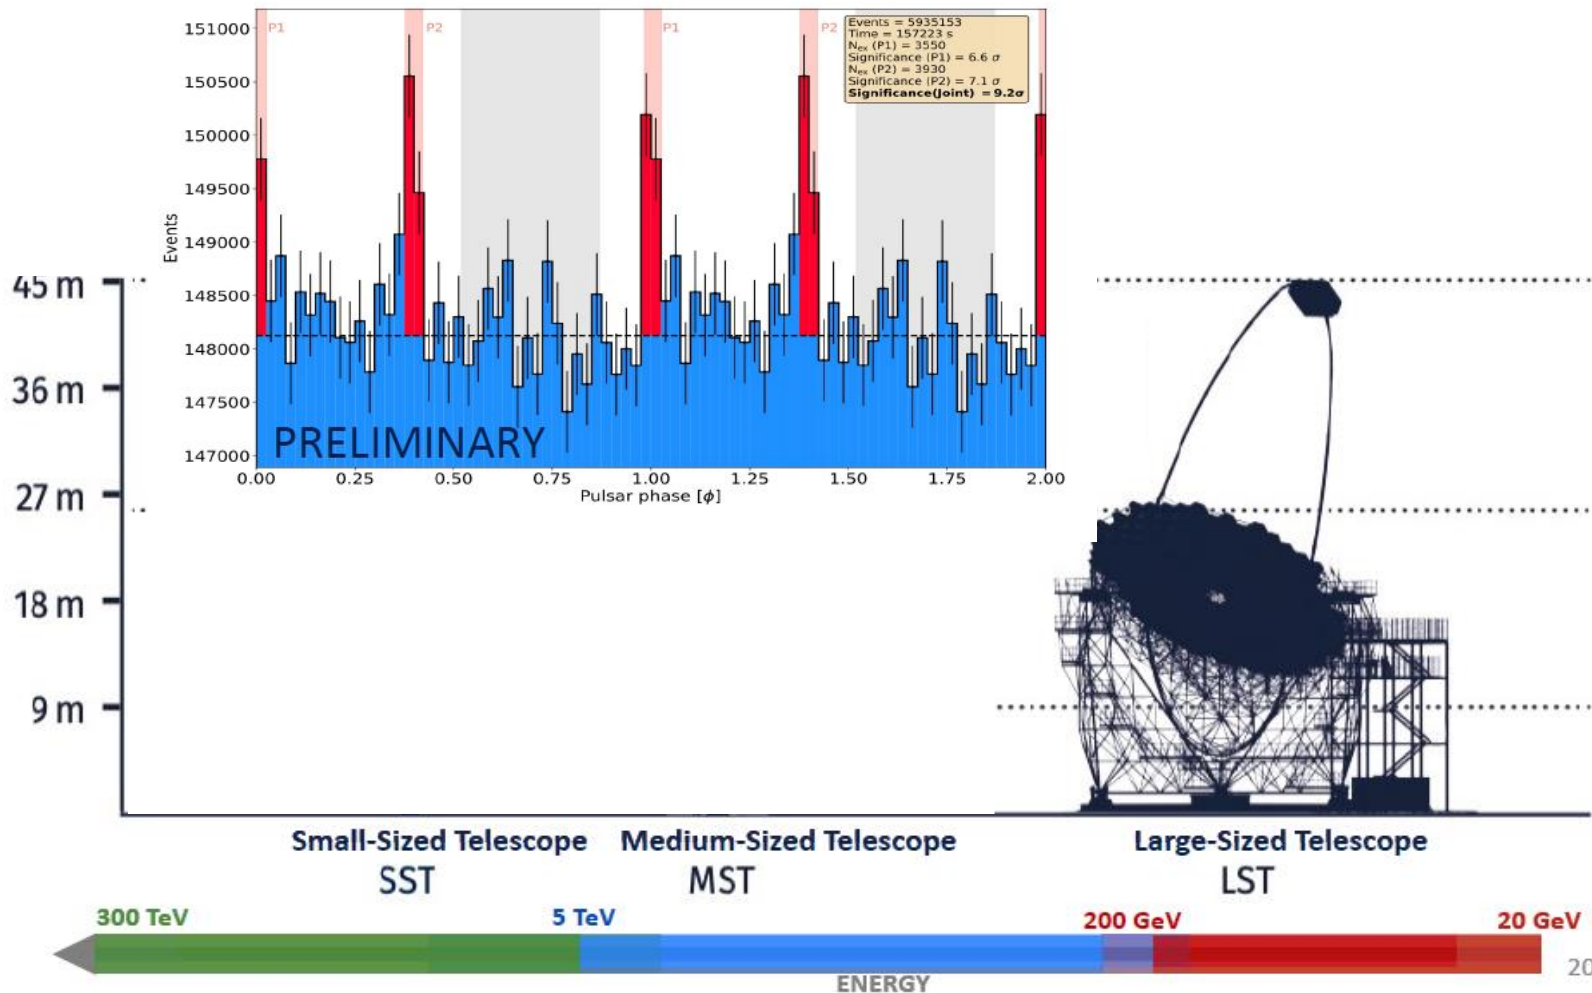 151000
150500
150000
149500
149000
148500
148000
147500
147000
Events
P1
P2
P1
P2
Events = 5935153
Time = 157223 s
Nex (P1) = 3550
Significance (P1) = 6.6 σ
Nex (P2) = 3930
Significance (P2) = 7.1 σ
Significance(Joint) = 9.2σ
PRELIMINARY
0.00 0.25 0.50 0.75 1.00 1.25 1.50 1.75 2.00
Pulsar phase [ϕ]
45 m
36 m
27 m
18 m
9 m
Small-Sized Telescope
SST
Medium-Sized Telescope
MST
Large-Sized Telescope
LST
300 TeV 5 TeV 200 GeV 20 GeV
ENERGY
20